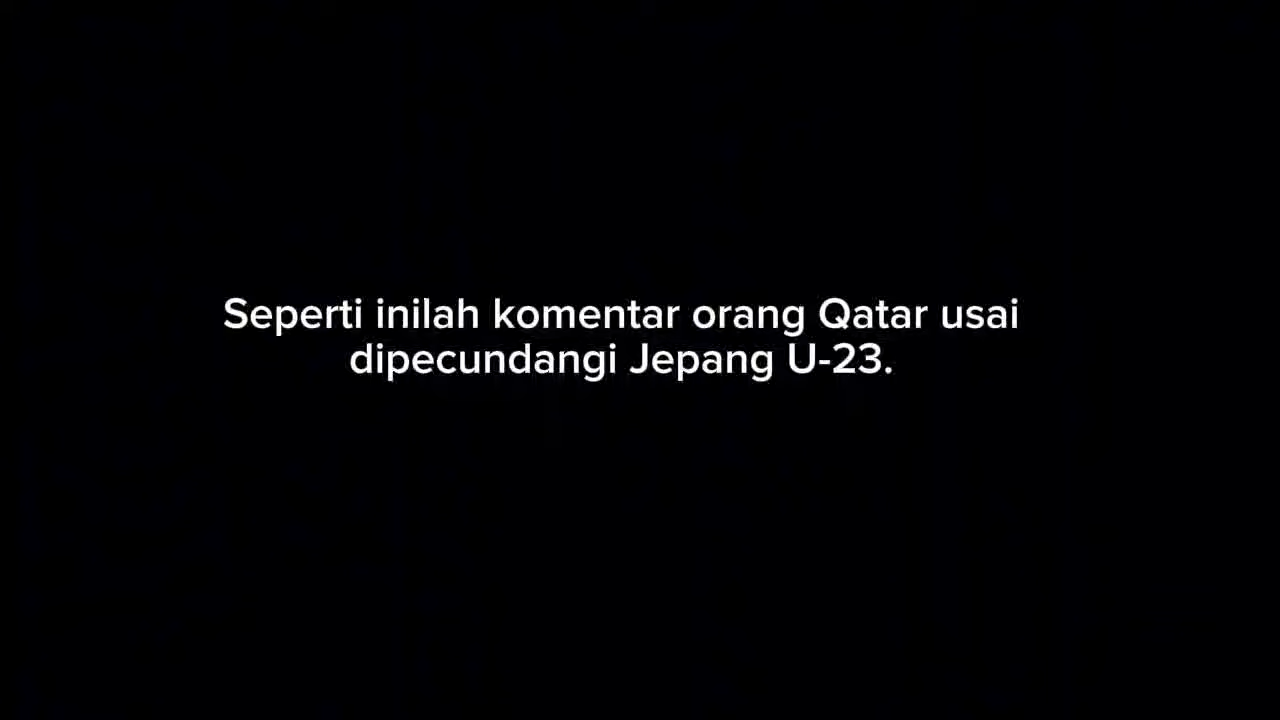 Seperti inilah komentar orang Qatar usai
dipecundangi Jepang U-23.